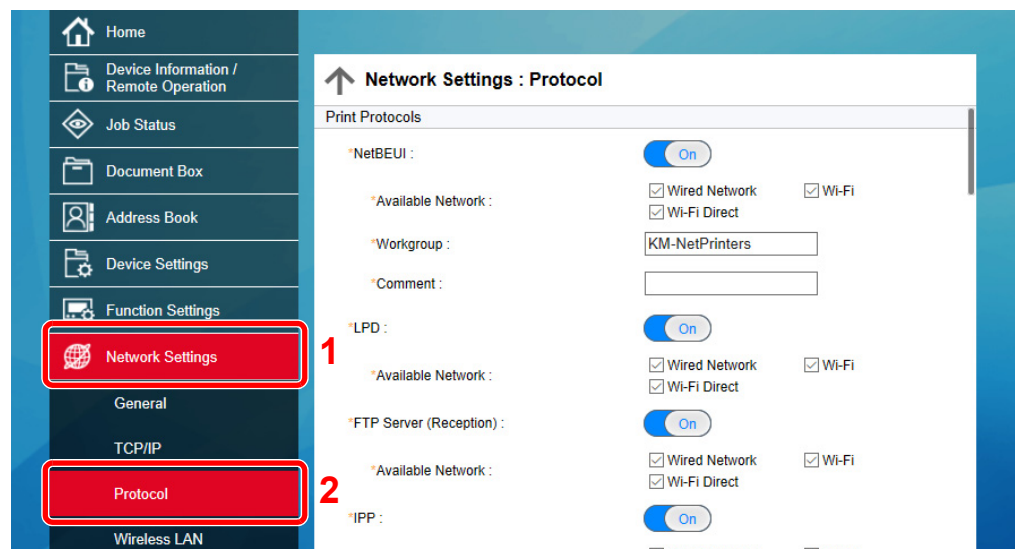 Home
Device Information /
Remote Operation
Job Status
Document Box
Address Book
Device Settings
Function Settings
Network Settings
1
General
TCP/IP
Protocol
2
Wireless LAN
Network Settings : Protocol
Print Protocols
*NetBEUI :
On
*Available Network :
Wired Network
Wi-Fi
Wi-Fi Direct
*Workgroup :
KM-NetPrinters
*Comment :
*LPD :
On
*Available Network :
Wired Network
Wi-Fi
Wi-Fi Direct
*FTP Server (Reception) :
On
*Available Network :
Wired Network
Wi-Fi
Wi-Fi Direct
*IPP :
On